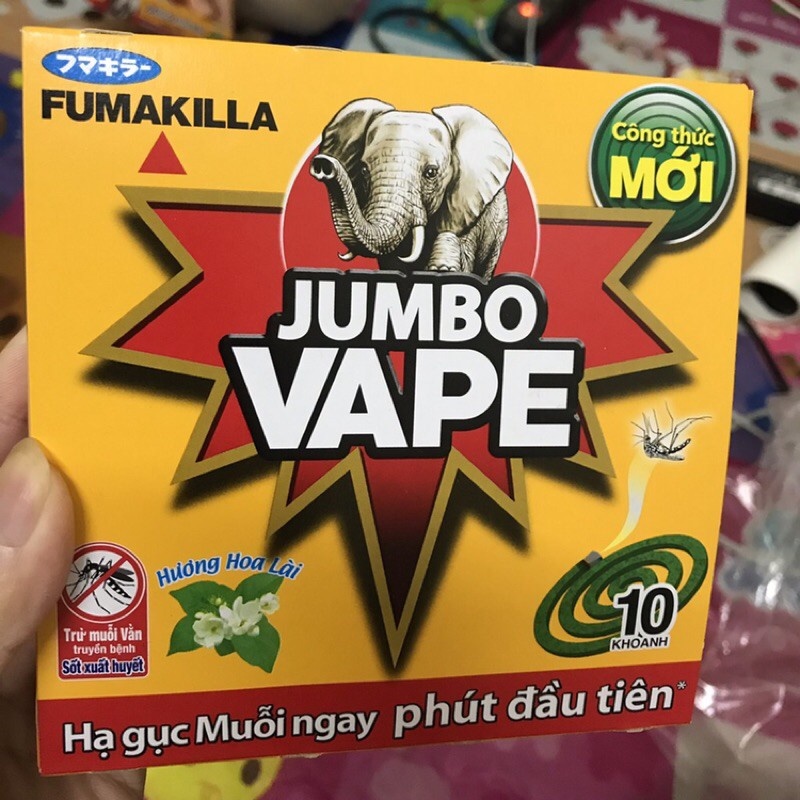 フマキラー
FUMAKILLA
Công thức
MỚI
JUMBO
VAPE
Hương Hoa Lài
Trừ muỗi Vằn
truyền bệnh
Sốt xuất huyết
10
KHOANH
Hạ gục Muỗi ngay phút đầu tiên*